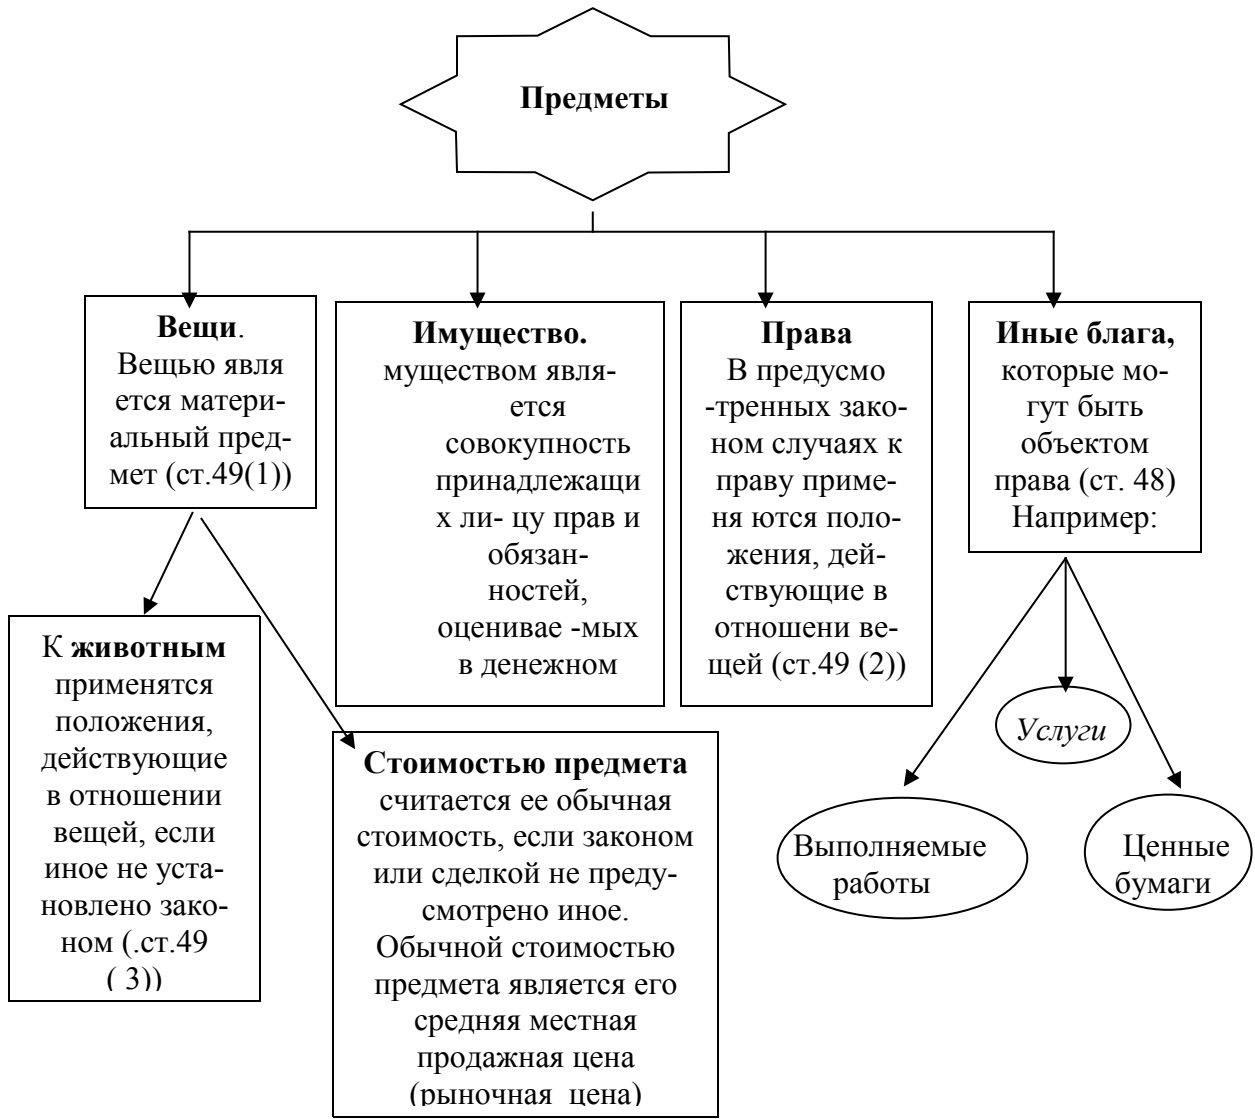 Предметы
Вещи.
Вещью явля
ется матери-
альный пред-
мет (ст.49(1))
Имущество.
муществом явля-
ется
совокупность
принадлежащи
х ли- цу прав и
обязан-
ностей,
оценивае -мых
в денежном
Права
В предусмо
-тренных зако-
ном случаях к
праву приме-
ня ются поло-
жения, дей-
ствующие в
отношени ве-
щей (ст.49 (2))
Иные блага,
которые мо-
гут быть
объектом
права (ст. 48)
Например:
К животным
применятся
положения,
действующие
в отношении
вещей, если
иное не уста-
новлено зако-
ном (.ст.49
( 3))
Стоимостью предмета
считается ее обычная
стоимость, если законом
или сделкой не преду-
смотрено иное.
Обычной стоимостью
предмета является его
средняя местная
продажная цена
(рыночная цена)
Услуги
Выполняемые
работы
Ценные
бумаги